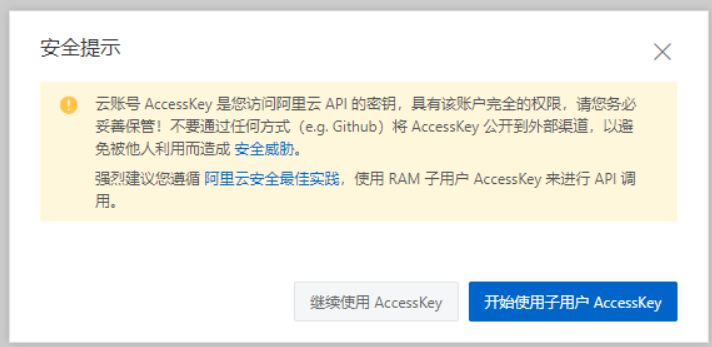 安全提示
云账号 AccessKey 是您访问阿里云 API 的密钥，具有该账户完全的权限，请您务必
妥善保管！不要通过任何方式（e.g. Github）将 AccessKey 公开到外部渠道，以避
免被他人利用而造成 安全威胁。
强烈建议您遵循 阿里云安全最佳实践，使用 RAM 子用户 AccessKey 来进行 API 调
用。
继续使用 AccessKey
开始使用子用户 AccessKey